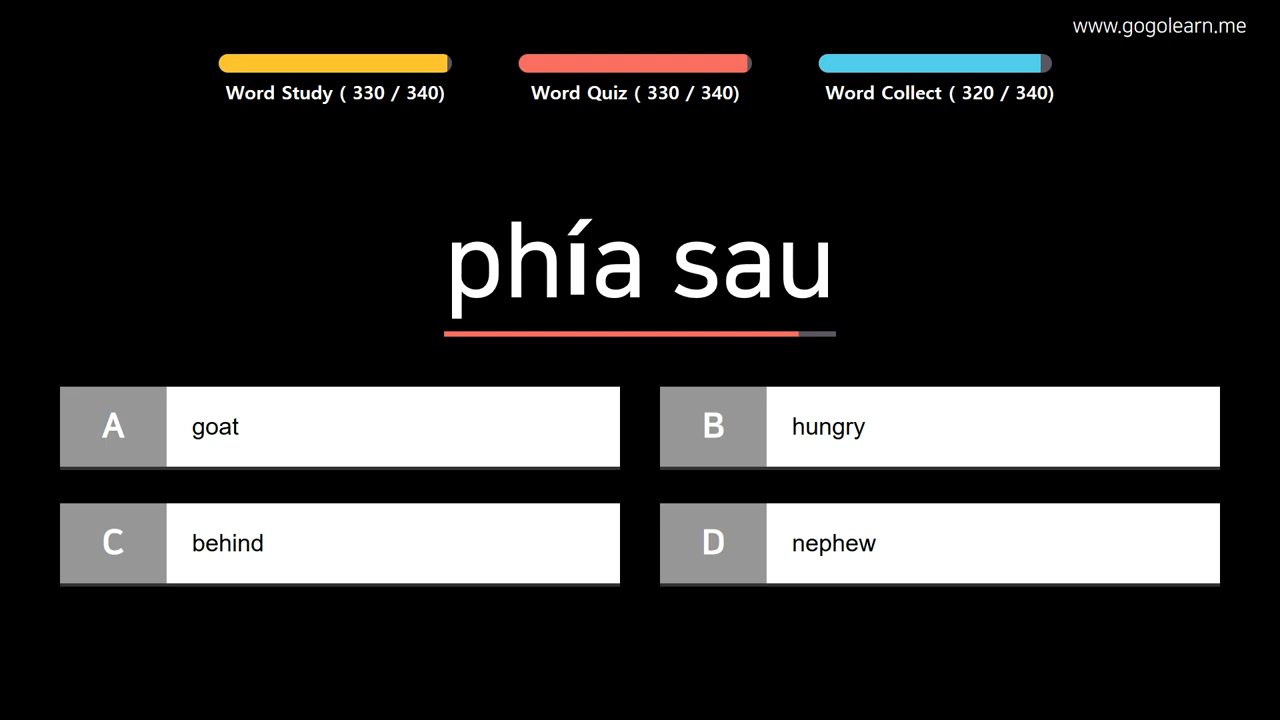 www.gogolearn.me
Word Study ( 330 / 340)
Word Quiz ( 330 / 340)
Word Collect ( 320 / 340)
phía sau
A goat
B hungry
C behind
D nephew